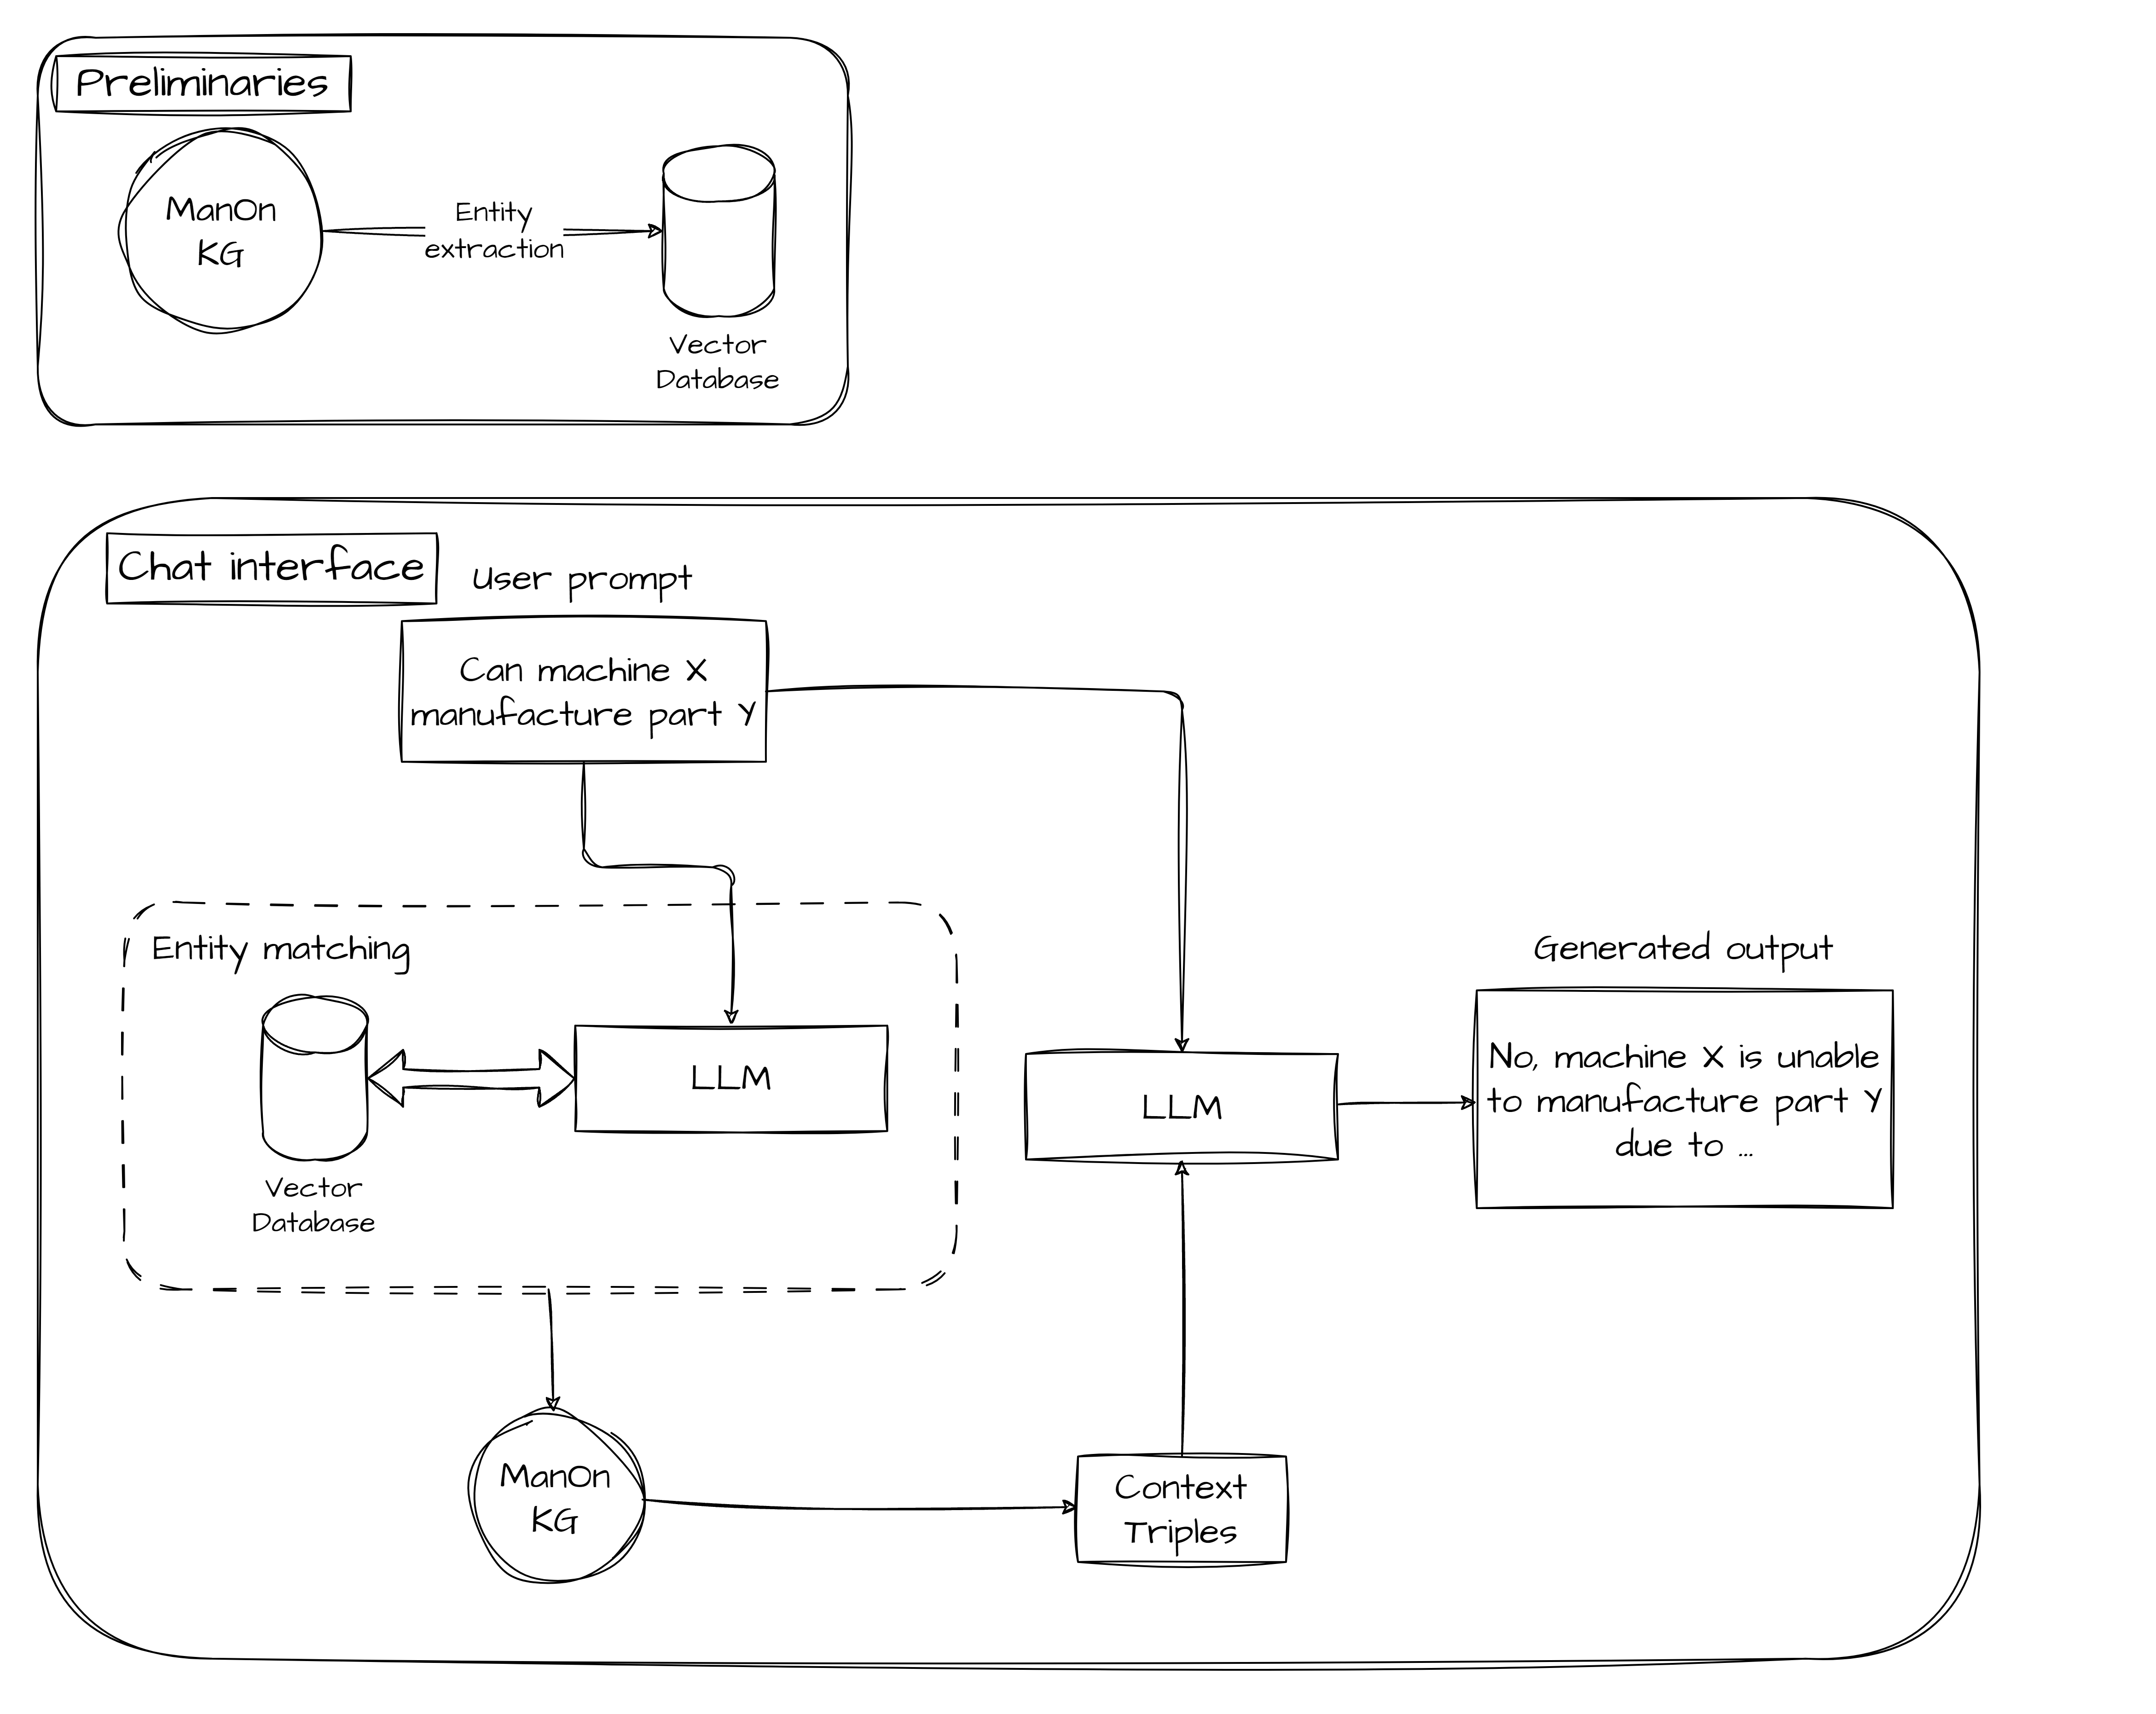 Preliminaries
ManOn
KG
Entity
extraction
Vector
Database
Chat interface
User prompt
Can machine X
manufacture part Y
Entity matching
LLM
Vector
Database
LLM
Generated output
No, machine X is unable
to manufacture part Y
due to ...
ManOn
KG
Context
Triples